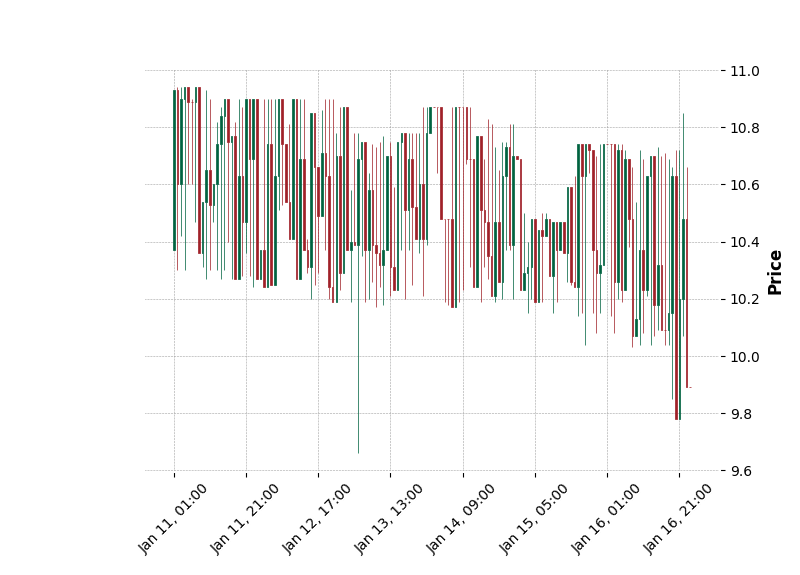 11.0
10.8
10.6
10.4
10.2
10.0
9.8
9.6
Price
Jan 11, 01:00
Jan 11, 21:00
Jan 12, 17:00
Jan 13, 13:00
Jan 14, 09:00
Jan 15, 05:00
Jan 16, 01:00
Jan 16, 21:00